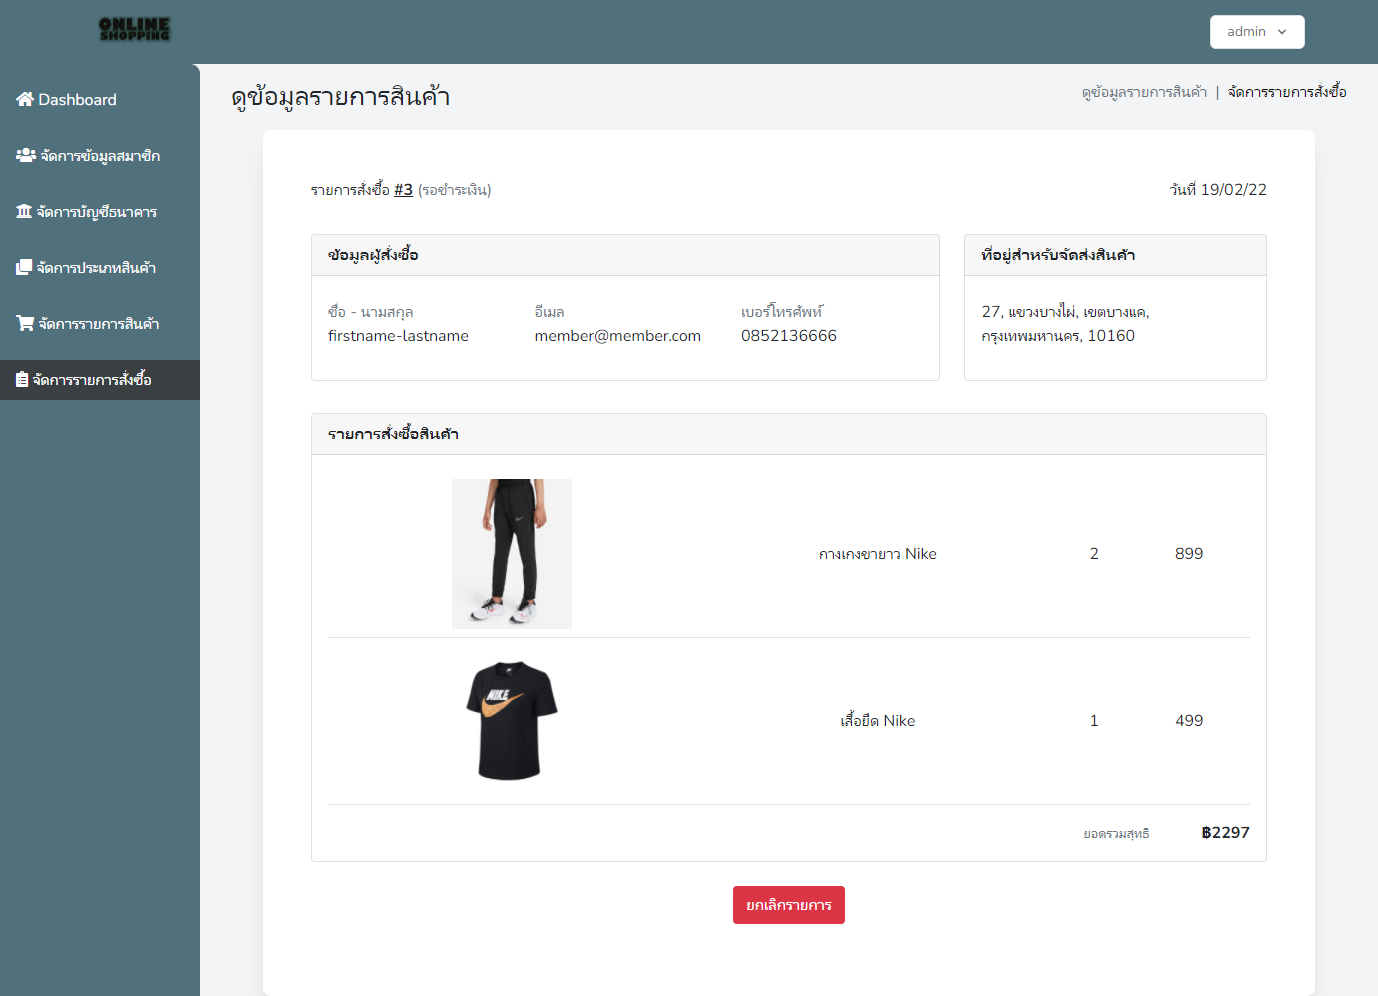 ONLINE
SHOPPING
admin
Dashboard
จัดการข้อมูลสมาชิก
จัดการบัญชีธนาคาร
จัดการประเภทสินค้า
จัดการรายการสินค้า
จัดการรายการสั่งซื้อ
ดูข้อมูลรายการสินค้า
ดูข้อมูลรายการสินค้า | จัดการรายการสั่งซื้อ
รายการสั่งซื้อ #3 (รอชำระเงิน)
วันที่ 19/02/22
ข้อมูลผู้สั่งซื้อ
ชื่อ - นามสกุล
firstname-lastname
อีเมล
member@member.com
เบอร์โทรศัพท์
0852136666
ที่อยู่สำหรับจัดส่งสินค้า
27, แขวงบางไผ่, เขตบางแค,
กรุงเทพมหานคร, 10160
รายการสั่งซื้อสินค้า
กางเกงขายาว Nike 2 899
NIKE
เสื้อยืด Nike 1 499
ยอดรวมสุทธิ ฿2297
ยกเลิกรายการ